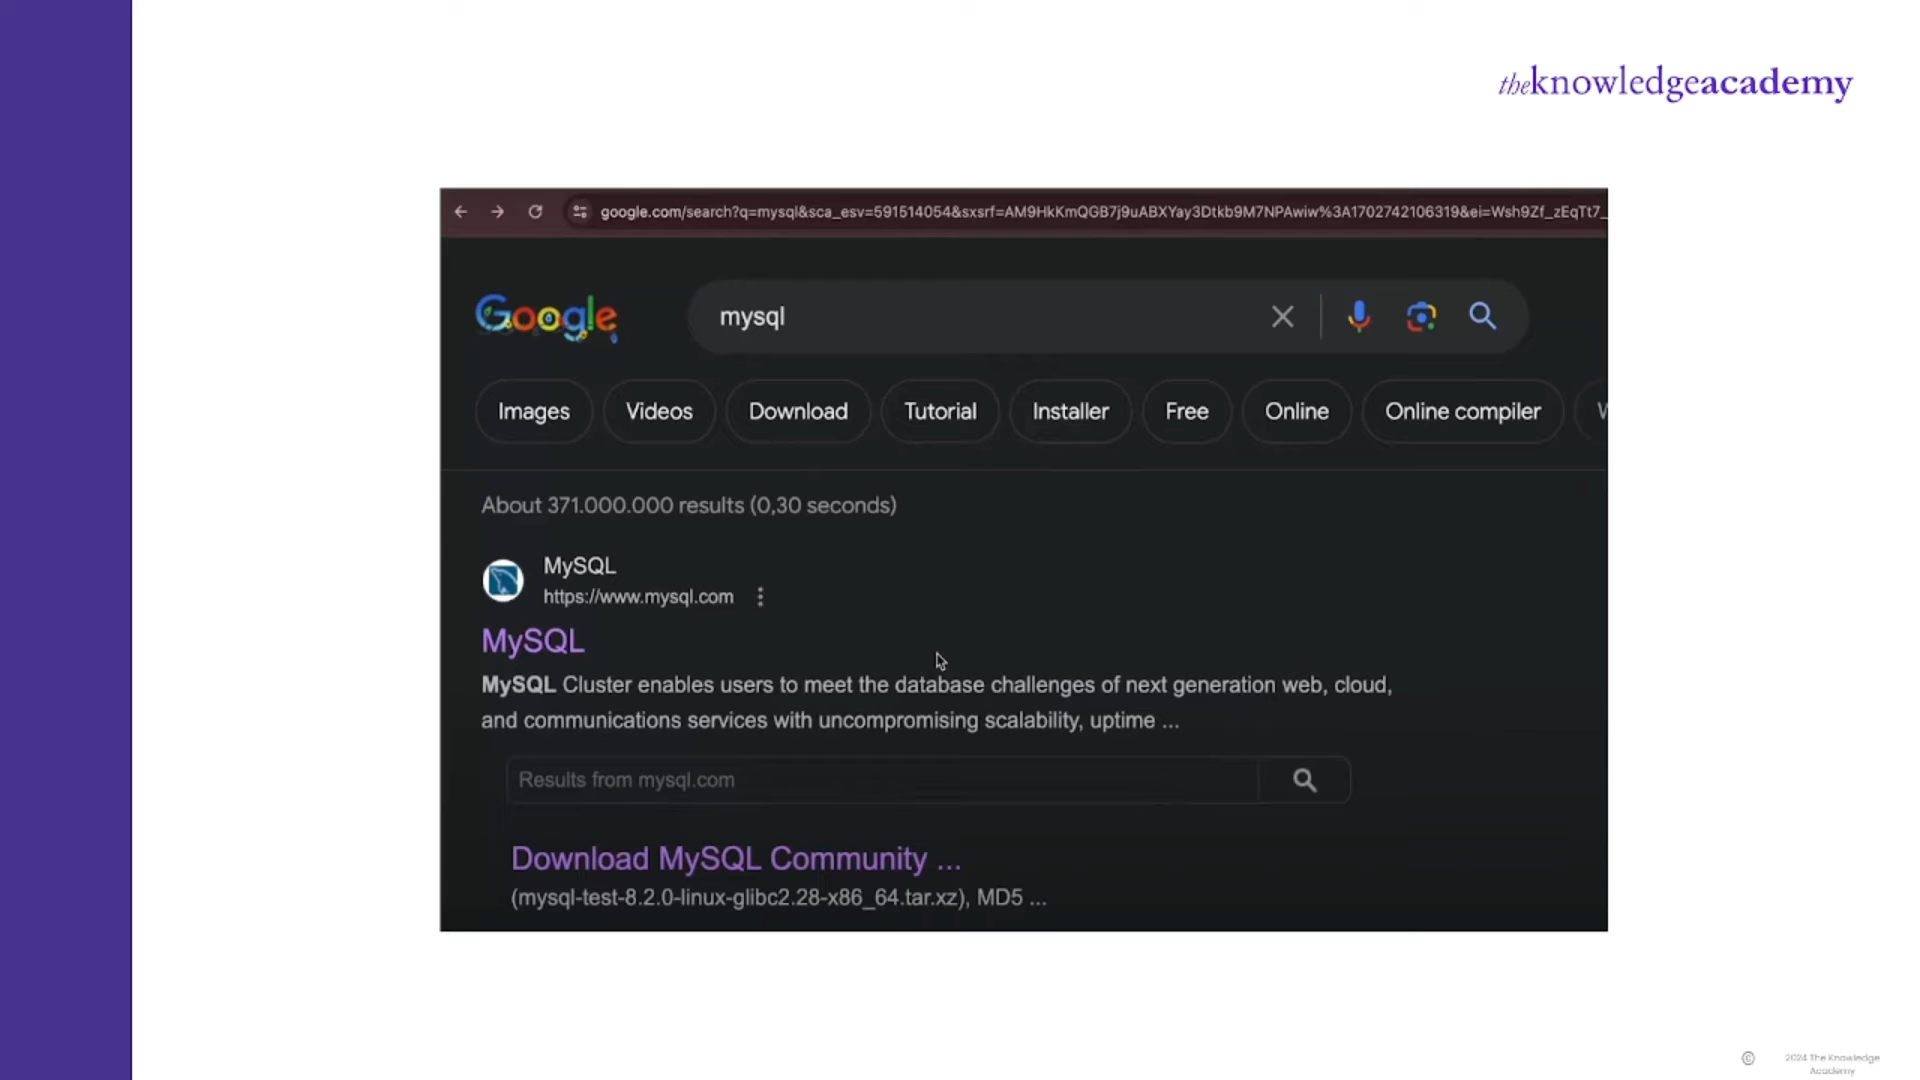 theknowledgeacademy
google.com/search?q=mysql&sca_esv=591514054&sxsrf=AM9HkKmQGB7j9uABXYay3Dtkb9M7NPAwiw%3A1702742106319&ei=Wsh9Zf_zEqTt7_
Google
mysql
Images Videos Download Tutorial Installer Free Online Online compiler
About 371.000.000 results (0,30 seconds)
MySQL
https://www.mysql.com
MySQL
MySQL Cluster enables users to meet the database challenges of next generation web, cloud,
and communications services with uncompromising scalability, uptime ...
Results from mysql.com
Download MySQL Community ...
(mysql-test-8.2.0-linux-glibc2.28-x86_64.tar.xz), MD5 ...
© 2024 The Knowledge
Academy